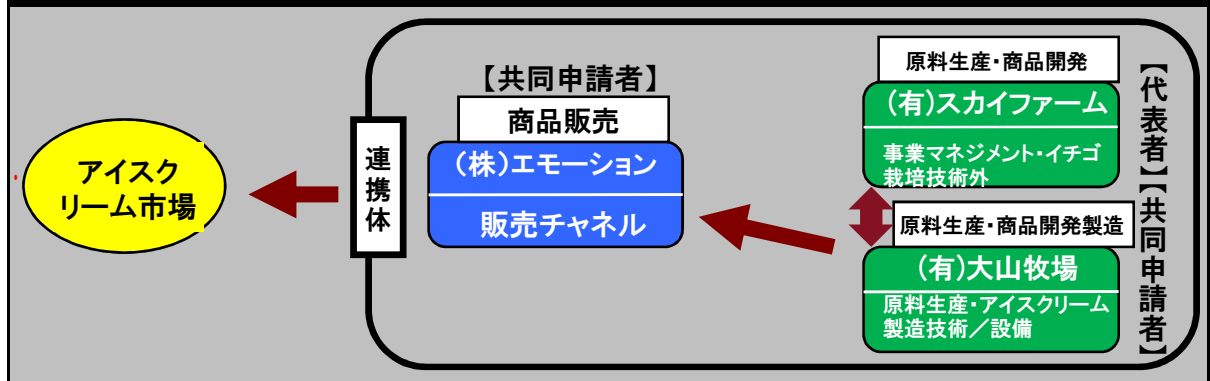 アイスク
リーム市場
連携体
【共同申請者】
商品販売
(株)エモーション
販売チャネル
原料生産・商品開発
(有)スカイファーム
事業マネジメント・イチゴ
栽培技術外
【代表者】
原料生産・商品開発製造
(有)大山牧場
原料生産・アイスクリーム
製造技術／設備
【共同申請者】